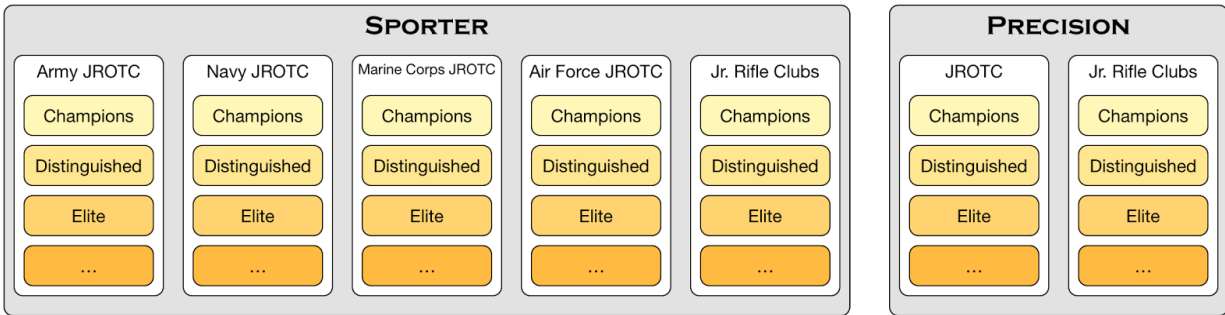 SPORTER
Army JROTC
Champions
Distinguished
Elite
...
Navy JROTC
Champions
Distinguished
Elite
...
Marine Corps JROTC
Champions
Distinguished
Elite
...
Air Force JROTC
Champions
Distinguished
Elite
...
Jr. Rifle Clubs
Champions
Distinguished
Elite
...
PRECISION
JROTC
Champions
Distinguished
Elite
...
Jr. Rifle Clubs
Champions
Distinguished
Elite
...